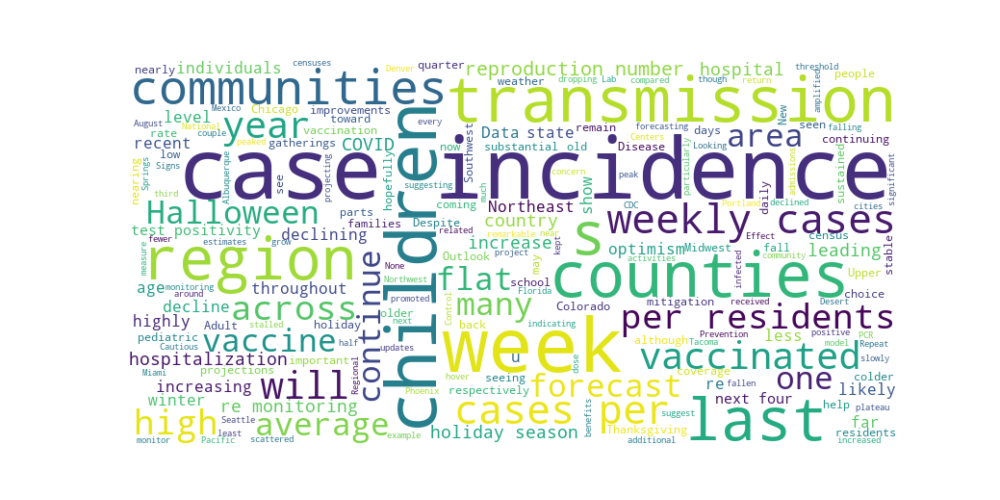 nearly individuals censuses Denver quarter reproduction number hospital dropping Lab compared though return threshold
communities weather transmission people amplified
Mexico Chicago improvements
August level year toward
National rate couple vaccination every Data state remain forecasting days New seen falling
recent peaked gatherings COVID now substantial old Disease Centers area continuing
low Signs see hopefully Southwest concern peak Looking
nearing Springs Albuquerque projecting case incidence particularly admissions sustained significant
third suggesting much CDC daily
Halloween parts coming Northeast show weekly cases Portland declined cities
test positivity families Despite related country s remarkable near Effect census
fewer estimates grow declining increase kept optimism Midwest fall leading stable
measure region children Outlook project activities community
age monitoring throughout None Northwest flat may school Florida counties infected Upper
decline across around continue promoted older many Colorado mitigation received Desert choice
highly Adult stalled holiday next Control back indicating per residents
pediatric Cautious half updates although Prevention positive PCR less model Repeat
vaccine week u vaccinated slowly
hospitalization projections important hover seeing dose coverage colder
increasing Miami will Regional Phoenix respectively forecast re suggest fallen one likely
winter re monitoring next four help plateau
high Seattle average example cases per benefits Thanksgiving Tacoma last far
monitor least Pacific scattered holiday season additional increased residents